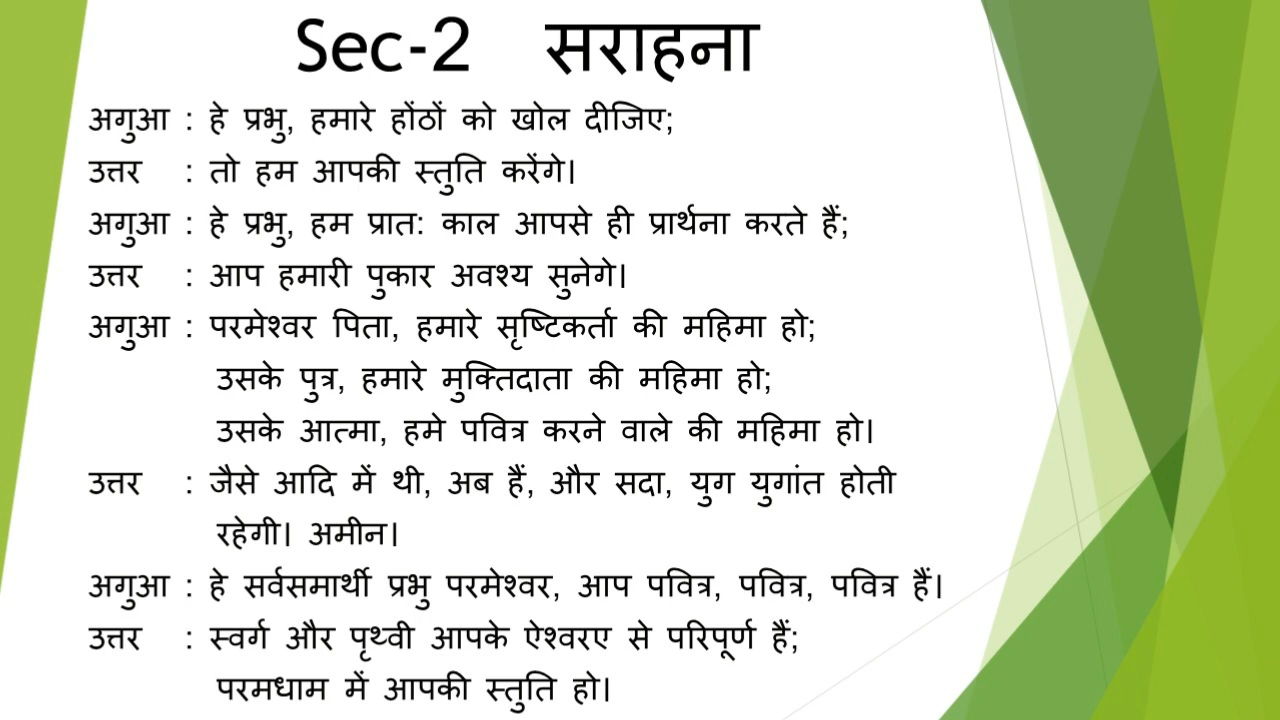 Sec-2 सराहना
अगुआ : हे प्रभु, हमारे होंठों को खोल दीजिए;
उत्तर : तो हम आपकी स्तुति करेंगे।
अगुआ : हे प्रभु, हम प्रात: काल आपसे ही प्रार्थना करते हैं;
उत्तर : आप हमारी पुकार अवश्य सुनेगे।
अगुआ : परमेश्वर पिता, हमारे सृष्टिकर्ता की महिमा हो;
उसके पुत्र, हमारे मुक्तिदाता की महिमा हो;
उसके आत्मा, हमे पवित्र करने वाले की महिमा हो।
उत्तर : जैसे आदि में थी, अब हैं, और सदा, युग युगांत होती
रहेगी। अमीन।
अगुआ : हे सर्वसमार्थी प्रभु परमेश्वर, आप पवित्र, पवित्र, पवित्र हैं।
उत्तर : स्वर्ग और पृथ्वी आपके ऐश्वरए से परिपूर्ण हैं;
परमधाम में आपकी स्तुति हो।